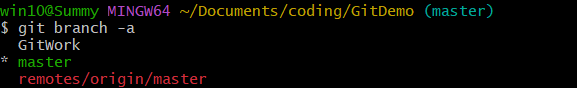 win10@Summy MINGW64 ~/Documents/coding/GitDemo (master)
$ git branch -a
  GitWork
* master
  remotes/origin/master